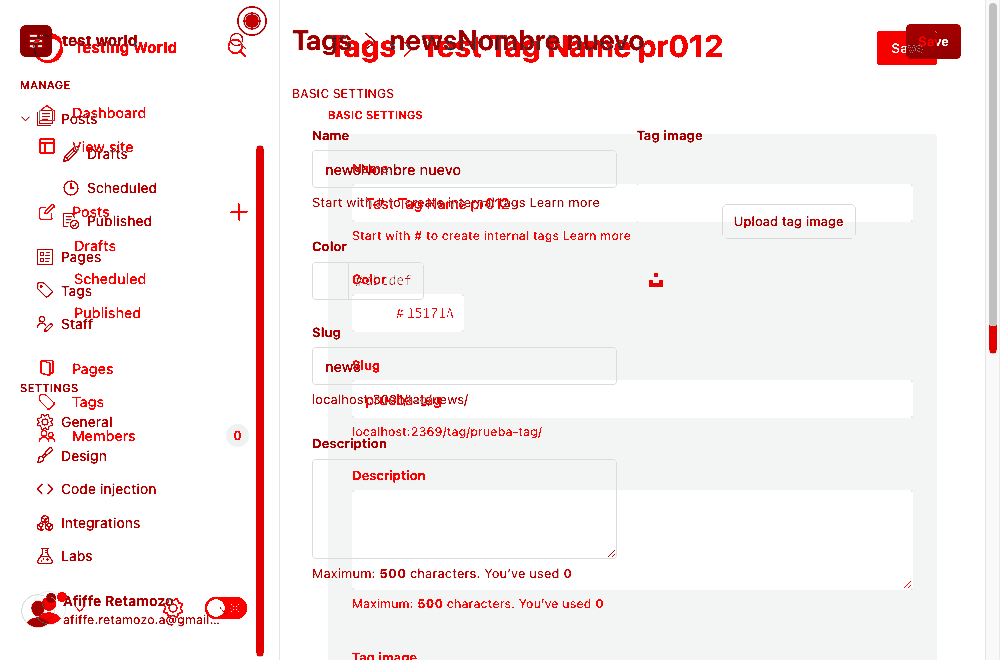 test world
Testing World
MANAGE
Dashboard
Posts
View site
Drafts
Scheduled
Posts
Published
Drafts
Pages
Scheduled
Tags
Published
Staff
Pages
SETTINGS
Tags
General
Members
0
Design
Code injection
Integrations
Labs
Afiffe Retamozo
afiffe.retamozo.a@gmail...
Tags > newsNombre nuevo
Tags > Test Tag Name pr012
Save
Save
BASIC SETTINGS
BASIC SETTINGS
Name
Tag image
newsNombre nuevo
Name
Start with # to create internal tags Learn more
Test Tag Name pr012
Upload tag image
Start with # to create internal tags Learn more
Color
Color
# 15171A
Slug
news
Slug
prueba-tag
localhost:2369/tag/prueba-tag/
Description
Description
Maximum: 500 characters. You’ve used 0
Maximum: 500 characters. You've used 0
Tag image